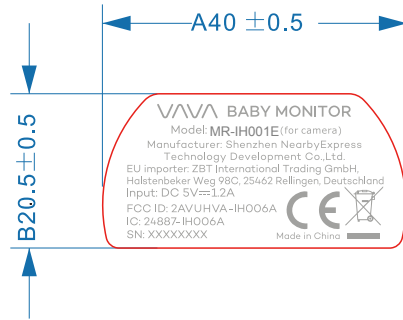 A40 ±0.5
B20.5±0.5
VAVA BABY MONITOR
Model: MR-IH001E (for camera)
Manufacturer: Shenzhen NearbyExpress
Technology Development Co.,Ltd.
EU importer: ZBT International Trading GmbH,
Halstenbeker Weg 98C, 25462 Rellingen, Deutschland
Input: DC 5V⎓1.2A
FCC ID: 2AVUHVA-IH006A
IC: 24887-IH006A
SN: XXXXXXXX
CE
Made in China